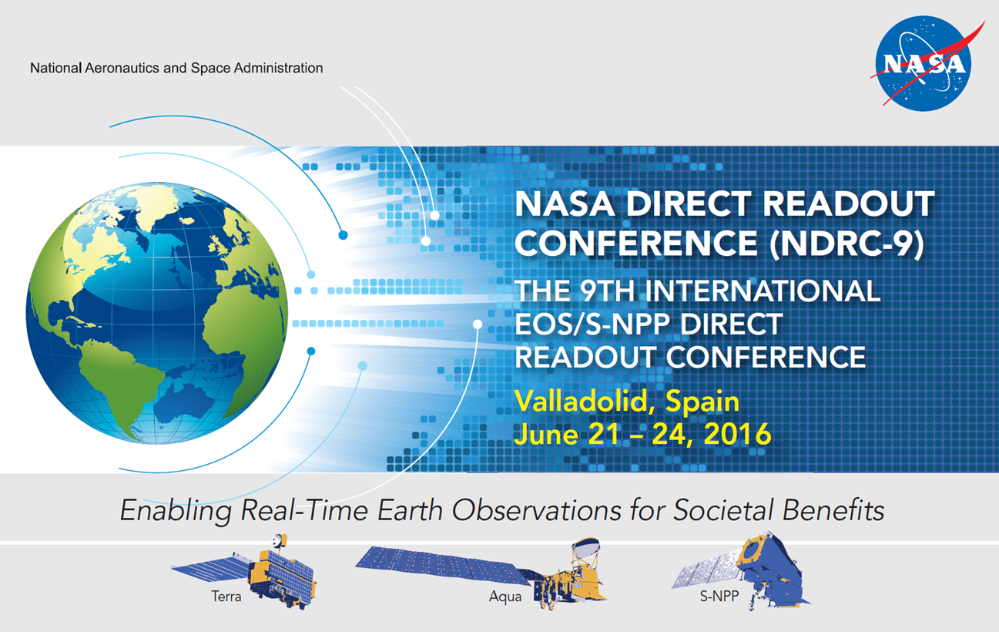 National Aeronautics and Space Administration
NASA
NASA DIRECT READOUT
CONFERENCE (NDRC-9)
THE 9TH INTERNATIONAL
EOS/S-NPP DIRECT
READOUT CONFERENCE
Valladolid, Spain
June 21 – 24, 2016
Enabling Real-Time Earth Observations for Societal Benefits
Terra
Aqua
S-NPP